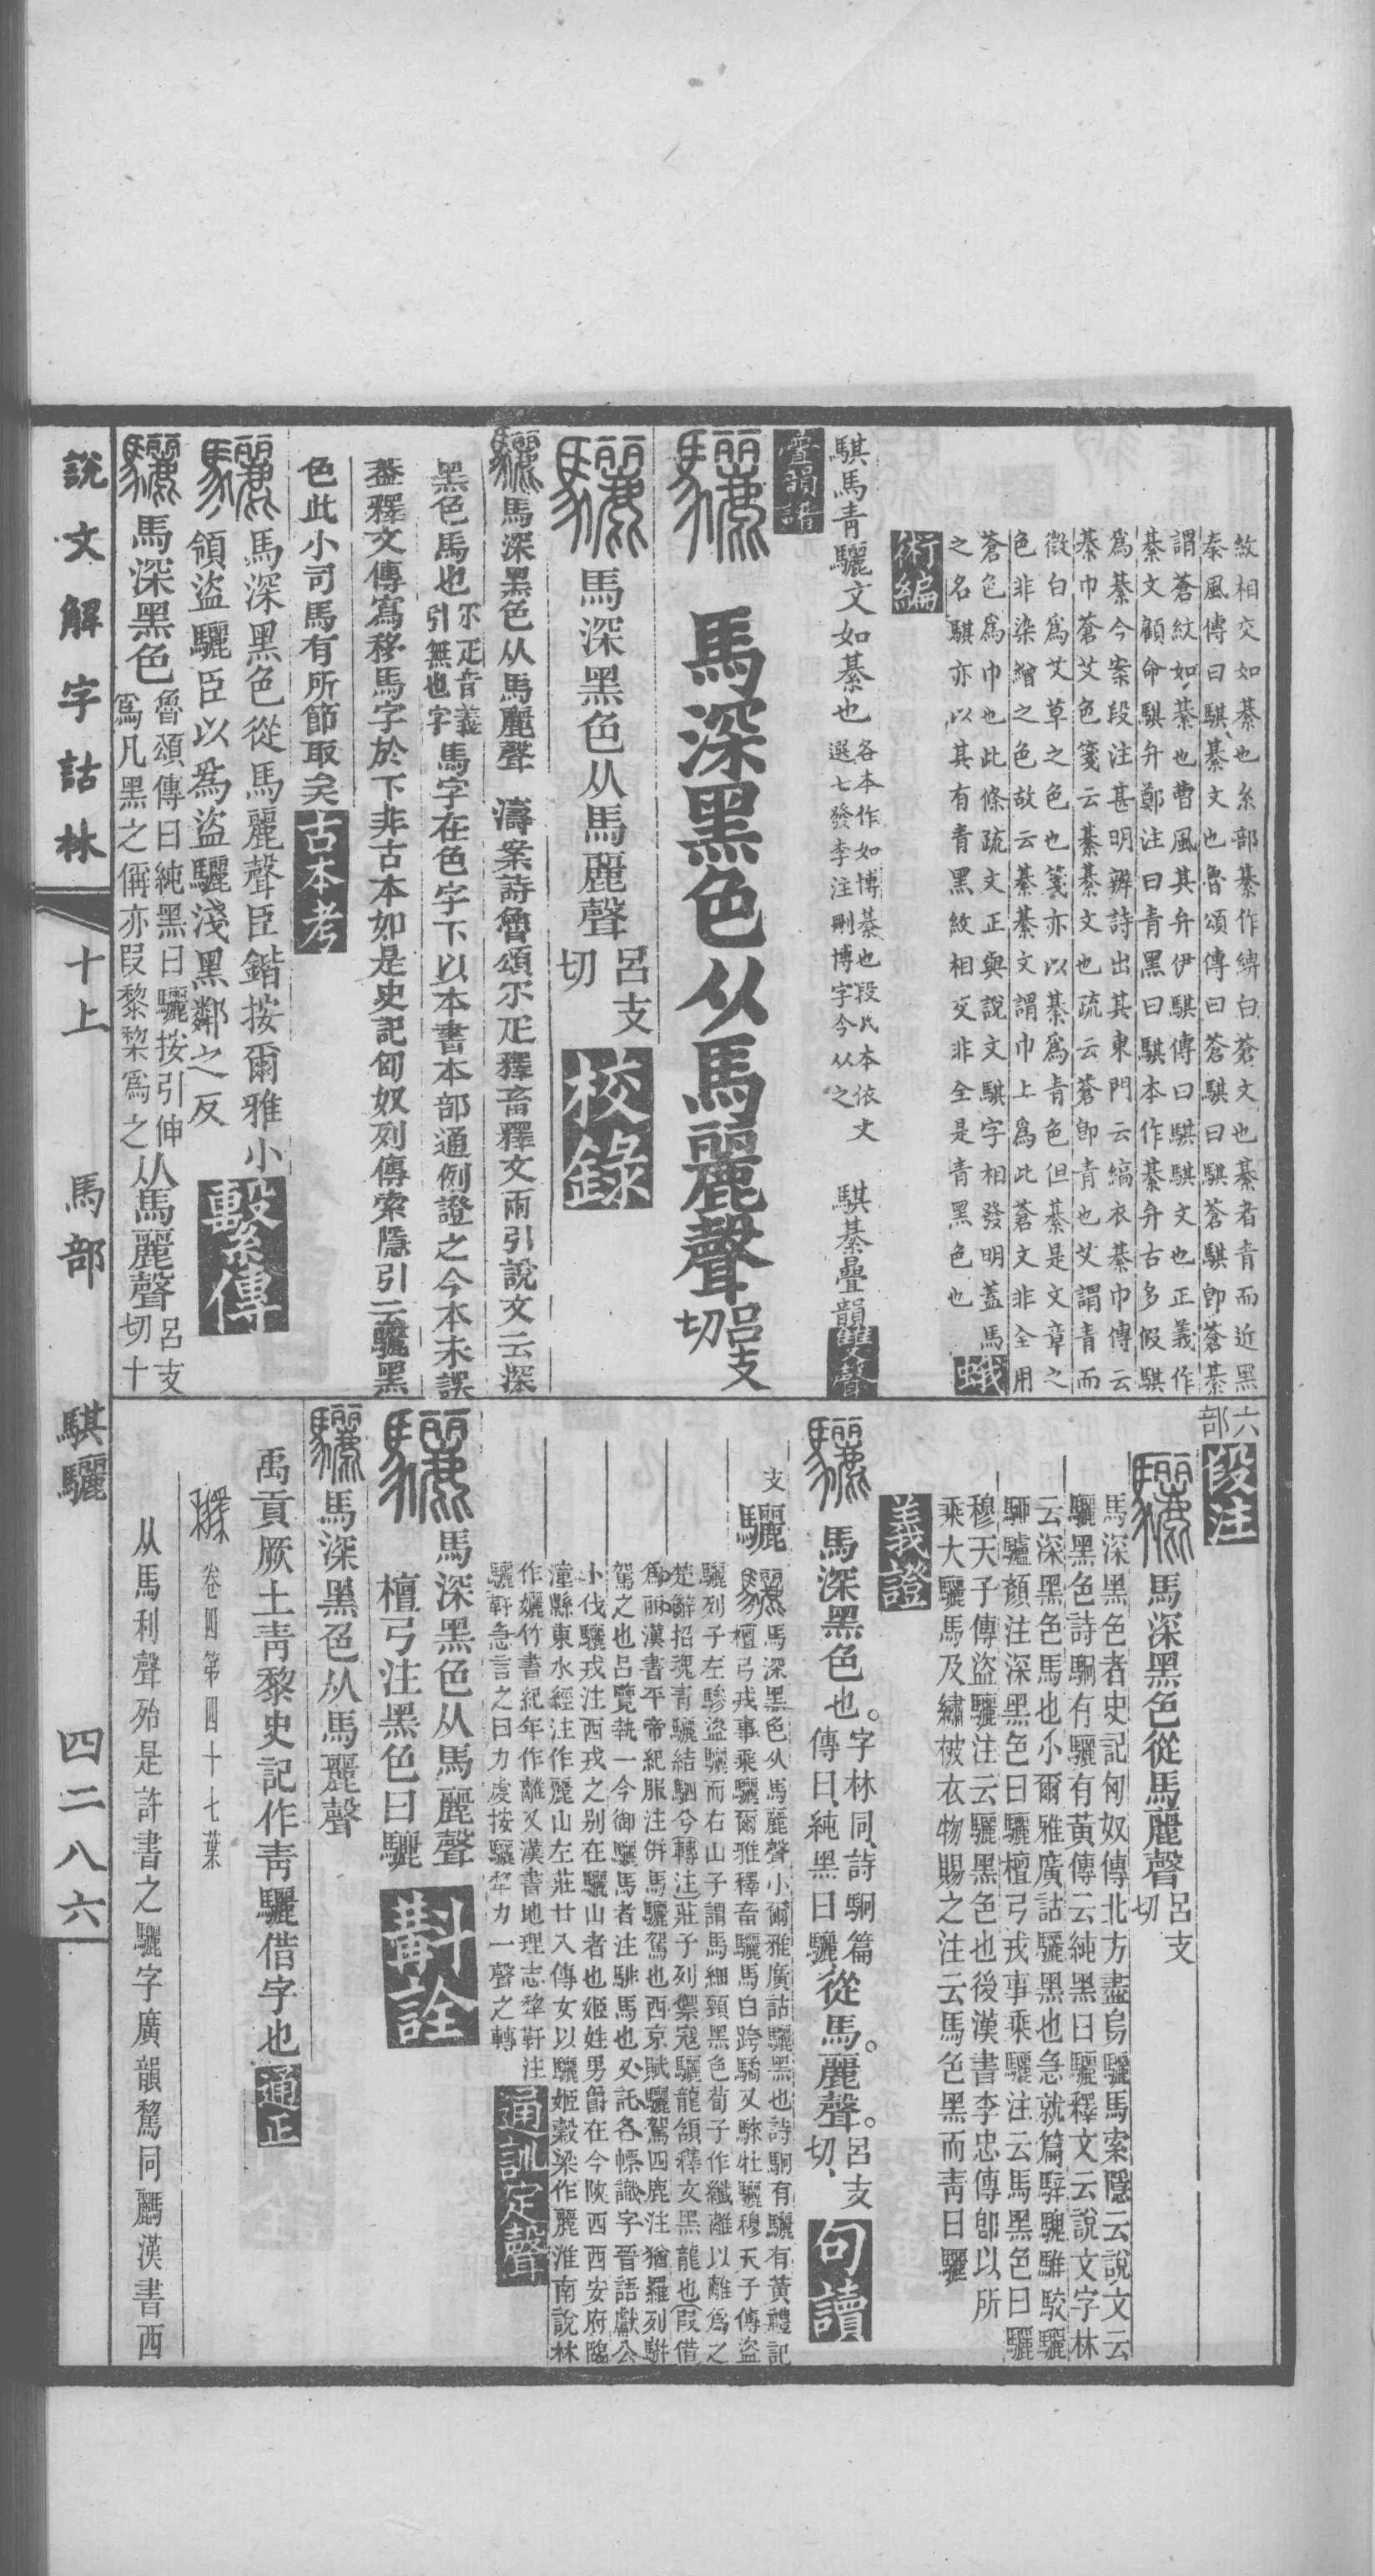 紋相交如綦也糸部綦作綥白蒼文也綦者青而近黑
秦風傳曰騏綦文也魯頌傳曰蒼騏曰騏蒼騏卽蒼綦
謂蒼紋如綦也曹風其弁伊騏傳曰騏文也正義作
綦文顧命騏弁鄭注曰青黑曰騏本作綦弁古多假騏
爲綦今案段注甚明辨詩出其東門云縞衣綦巾傳云
綦巾蒼艾色箋云綦綦文也疏云蒼卽青也艾謂青而
微白爲艾草之色也箋亦以綦爲青色但綦是文章之
色非染繒之色故云綦綦文謂巾上爲此蒼文非全用
蒼色爲巾也此條疏文正與說文騏字相發明蓋馬
之名騏亦以其有青黑紋相交非全是青黑色也
蛾術編
騏馬青驪文如綦也各本作如博綦也段氏本依文
選七發李注刪博字今从之
騏綦疊韻雙聲
疊韻譜
驪 馬深黑色从馬麗聲呂支切
驪馬深黑色从馬麗聲呂支切 校錄
驪馬深黑色从馬麗聲 濤案詩魯頌尒疋釋畜釋文兩引說文云深
黑色馬也尒疋音義引無也字馬字在色字下以本書本部通例證之今本未誤
蓋釋文傳寫移馬字於下非古本如是史記匈奴列傳索隱引云驪黑
色此小司馬有所節取矣 古本考
驪馬深黑色從馬麗聲臣鍇按爾雅小
領盜驪臣以爲盜驪淺黑鄰之反 繫傳
驪馬深黑色魯頌傳曰純黑曰驪按引伸
爲凡黑之偁亦叚黎棃爲之从馬麗聲呂支切十
六部 段注
驪馬深黑色從馬麗聲呂支切
馬深黑色者史記匈奴傳北方盡烏驪馬索隱云說文云
驪黑色詩駉有驪有黃傳云純黑曰驪釋文云說文字林
云深黑色馬也小爾雅廣詁驪黑也急就篇騂騩騅駮驪
騮驢顏注深黑色曰驪檀弓戎事乘驪注云馬黑色曰驪
穆天子傳盜驪注云驪黑色也後漢書李忠傳卽以所
乘大驪馬及繡被衣物賜之注云馬色黑而青曰驪
義證
驪馬深黑色也。字林同、詩駉篇
傳曰、純黑曰驪、從馬。麗聲。呂支切、 句讀
支 驪 驪馬深黑色从馬麗聲小爾雅廣詁驪黑也詩駉有驪有黃禮記
檀弓戎事乘驪爾雅釋畜驪馬白跨驈又騋牝驪穆天子傳盜
驪列子左驂盜驪而右山子謂馬細頸黑色荀子作纖離以離爲之
楚辭招魂青驪結駟兮(轉注)莊子列禦寇驪龍頷釋文黑龍也(叚借)
爲丽漢書平帝紀服注倂馬驪駕也西京賦驪駕四鹿注猶羅列駢
駕之也呂覽執一今御驪馬者注騑馬也又託名幖識字晉語獻公
小伐驪戎注西戎之别在驪山者也姬姓男爵在今陝西西安府臨
潼縣東水經注作麗山左莊廿八傳女以驪姬穀梁作麗淮南說林
作孋竹書紀年作離又漢書地理志犂靬注
驪軒急言之曰力虔按驪犂力一聲之轉
通訓定聲
驪馬深黑色从馬麗聲
檀弓注黑色曰驪 斠詮
驪馬深黑色从馬麗聲
禹貢厥土青黎史記作青驪借字也 通正
卷四第四十七葉
从馬利聲殆是許書之驪字廣韻騖同䮥漢書西
說文解字詁林
十上
馬部
騏驪
四二八六